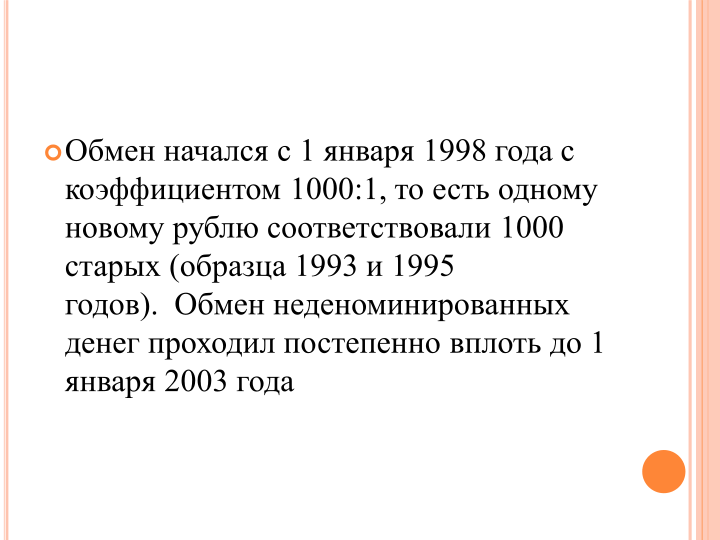 Обмен начался с 1 января 1998 года с
коэффициентом 1000:1, то есть одному
новому рублю соответствовали 1000
старых (образца 1993 и 1995
годов).  Обмен неденоминированных
денег проходил постепенно вплоть до 1
января 2003 года